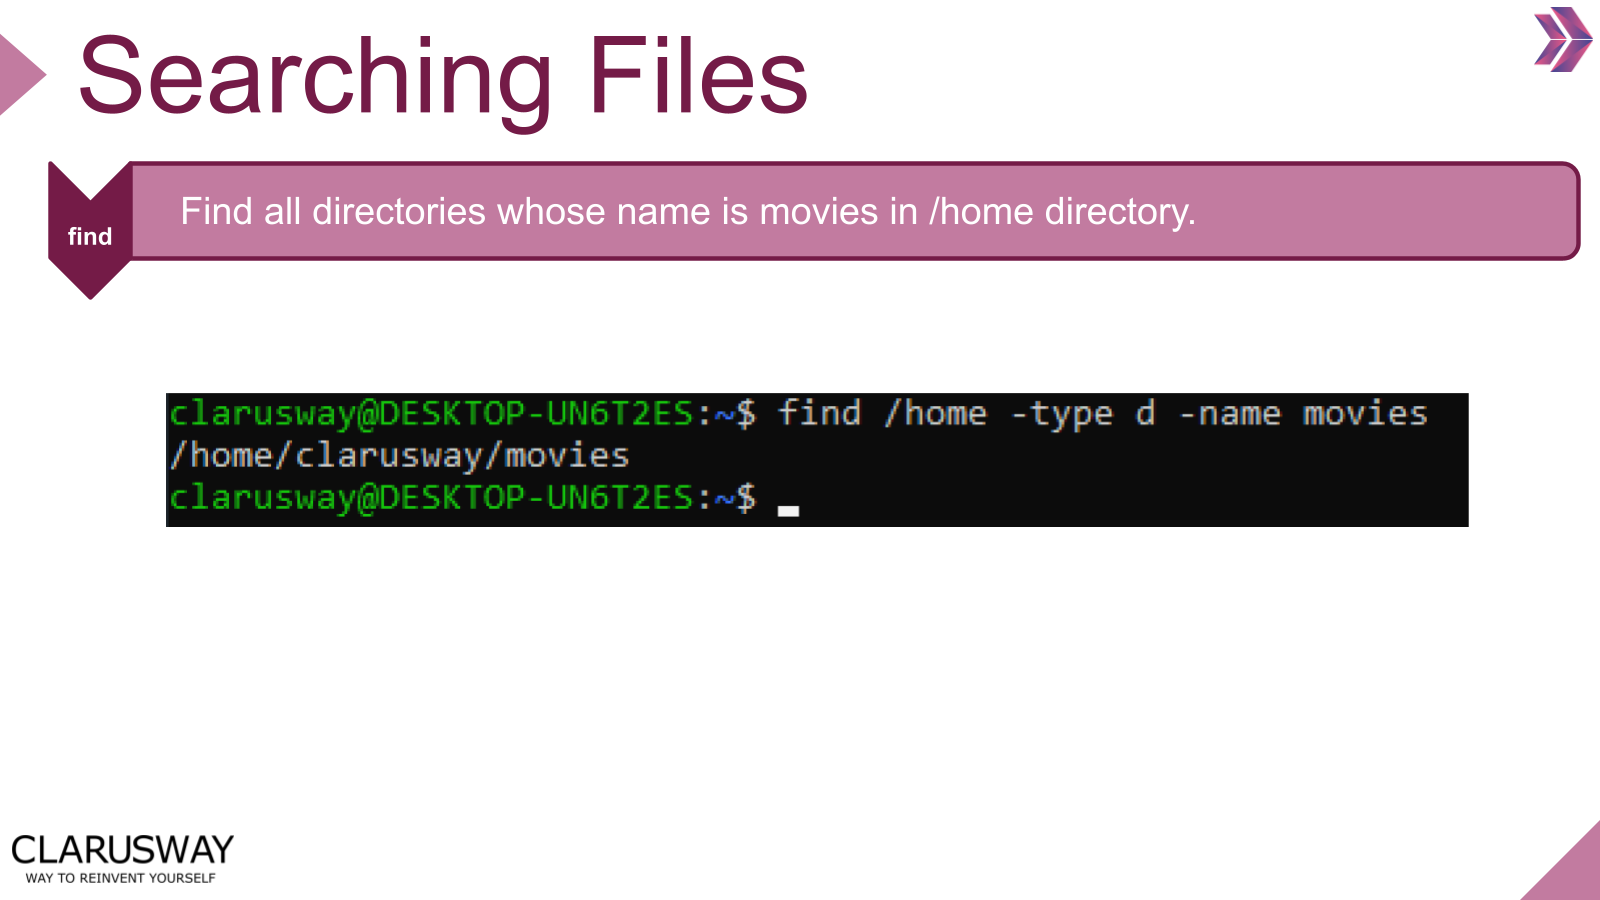 Searching Files
find
Find all directories whose name is movies in /home directory.
clarusway@DESKTOP-UN6T2ES:~$ find /home -type d -name movies
/home/clarusway/movies
clarusway@DESKTOP-UN6T2ES:~$
CLARUSWAY
WAY TO REINVENT YOURSELF